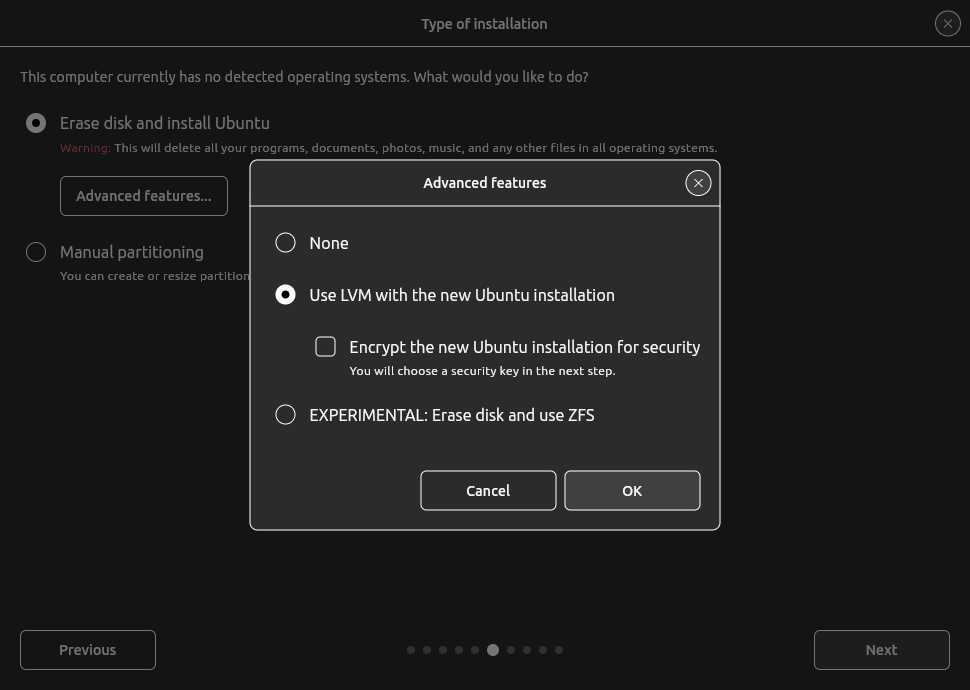 Type of installation
This computer currently has no detected operating systems. What would you like to do?
Erase disk and install Ubuntu
Warning: This will delete all your programs, documents, photos, music, and any other files in all operating systems.
Advanced features...
Manual partitioning
You can create or resize partition
Advanced features
None
Use LVM with the new Ubuntu installation
Encrypt the new Ubuntu installation for security
You will choose a security key in the next step.
EXPERIMENTAL: Erase disk and use ZFS
Cancel
OK
Previous
Next